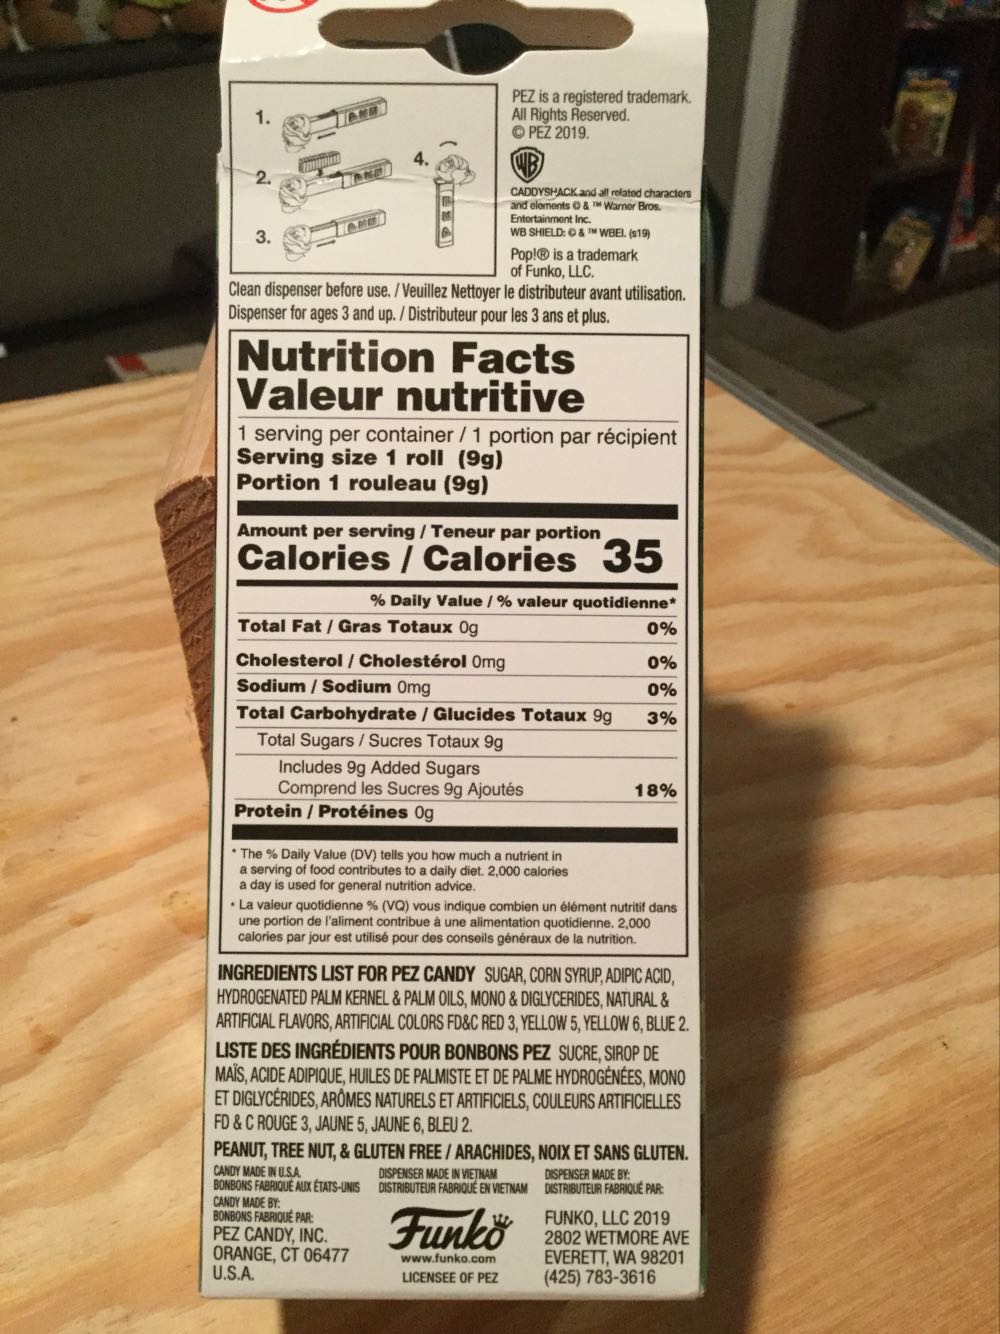 1.
2.
3.
4.
PEZ is a registered trademark.
All Rights Reserved.
© PEZ 2019.
WB
CADDYSHACK and all related characters
and elements © & ™ Warner Bros.
Entertainment Inc.
WB SHIELD: © & ™ WBEI. (s19)
Pop!® is a trademark
of Funko, LLC.
Clean dispenser before use. / Veuillez Nettoyer le distributeur avant utilisation.
Dispenser for ages 3 and up. / Distributeur pour les 3 ans et plus.
Nutrition Facts
Valeur nutritive
1 serving per container / 1 portion par récipient
Serving size 1 roll (9g)
Portion 1 rouleau (9g)
Amount per serving / Teneur par portion
Calories / Calories 35
% Daily Value / % valeur quotidienne*
Total Fat / Gras Totaux 0g 0%
Cholesterol / Cholestérol 0mg 0%
Sodium / Sodium 0mg 0%
Total Carbohydrate / Glucides Totaux 9g 3%
Total Sugars / Sucres Totaux 9g
Includes 9g Added Sugars
Comprend les Sucres 9g Ajoutés 18%
Protein / Protéines 0g
* The % Daily Value (DV) tells you how much a nutrient in
a serving of food contributes to a daily diet. 2,000 calories
a day is used for general nutrition advice.
* La valeur quotidienne % (VQ) vous indique combien un élément nutritif dans
une portion de l'aliment contribue à une alimentation quotidienne. 2,000
calories par jour est utilisé pour des conseils généraux de la nutrition.
INGREDIENTS LIST FOR PEZ CANDY SUGAR, CORN SYRUP, ADIPIC ACID,
HYDROGENATED PALM KERNEL & PALM OILS, MONO & DIGLYCERIDES, NATURAL &
ARTIFICIAL FLAVORS, ARTIFICIAL COLORS FD&C RED 3, YELLOW 5, YELLOW 6, BLUE 2.
LISTE DES INGRÉDIENTS POUR BONBONS PEZ SUCRE, SIROP DE
MAÏS, ACIDE ADIPIQUE, HUILES DE PALMISTE ET DE PALME HYDROGÉNÉES, MONO
ET DIGLYCÉRIDES, ARÔMES NATURELS ET ARTIFICIELS, COULEURS ARTIFICIELLES
FD & C ROUGE 3, JAUNE 5, JAUNE 6, BLEU 2.
PEANUT, TREE NUT, & GLUTEN FREE / ARACHIDES, NOIX ET SANS GLUTEN.
CANDY MADE IN U.S.A.
BONBONS FABRIQUÉ AUX ÉTATS-UNIS
CANDY MADE BY:
BONBONS FABRIQUÉ PAR:
PEZ CANDY, INC.
ORANGE, CT 06477
U.S.A.
DISPENSER MADE IN VIETNAM
DISTRIBUTEUR FABRIQUÉ EN VIETNAM
Funko
www.funko.com
LICENSEE OF PEZ
DISPENSER MADE BY:
DISTRIBUTEUR FABRIQUÉ PAR:
FUNKO, LLC 2019
2802 WETMORE AVE
EVERETT, WA 98201
(425) 783-3616